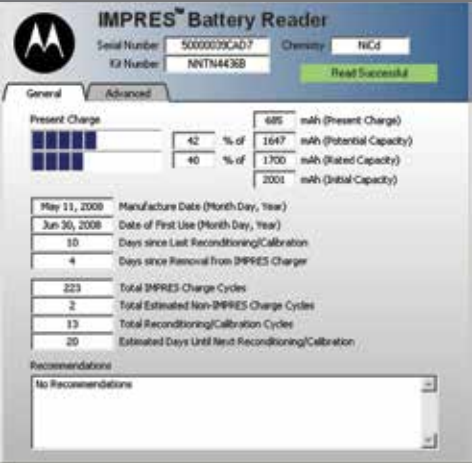 IMPRES™ Battery Reader
Serial Number 50000039CAD7 Chemistry NiCd
Kit Number NNTN4436B
Read Successful
General Advanced
Present Charge
685 mAh (Present Charge)
42 % of 1647 mAh (Potential Capacity)
40 % of 1700 mAh (Rated Capacity)
2001 mAh (Initial Capacity)
May 11, 2008 Manufacture Date (Month Day, Year)
Jun 30, 2008 Date of First Use (Month Day, Year)
10 Days since Last Reconditioning/Calibration
4 Days since Removal from IMPRES Charger
223 Total IMPRES Charge Cycles
2 Total Estimated Non-IMPRES Charge Cycles
13 Total Reconditioning/Calibration Cycles
20 Estimated Days Until Next Reconditioning/Calibration
Recommendations
No Recommendations